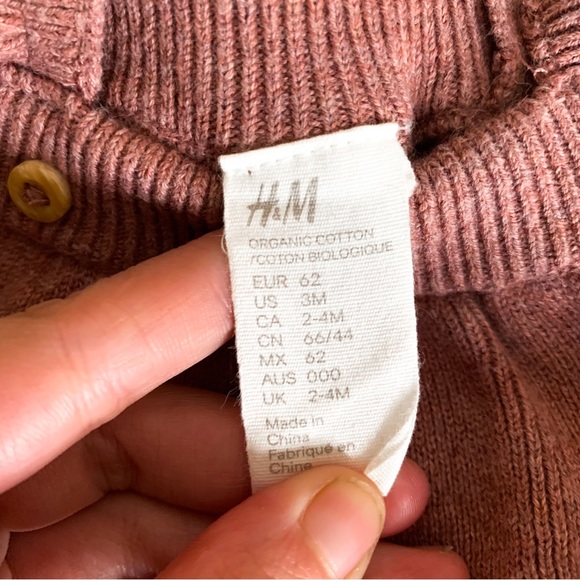 H&M
ORGANIC COTTON
/COTON BIOLOGIQUE
EUR 62
US 3M
CA 2-4M
CN 66/44
MX 62
AUS 000
UK 2-4M
Made in
China
Fabriqué en
Chine